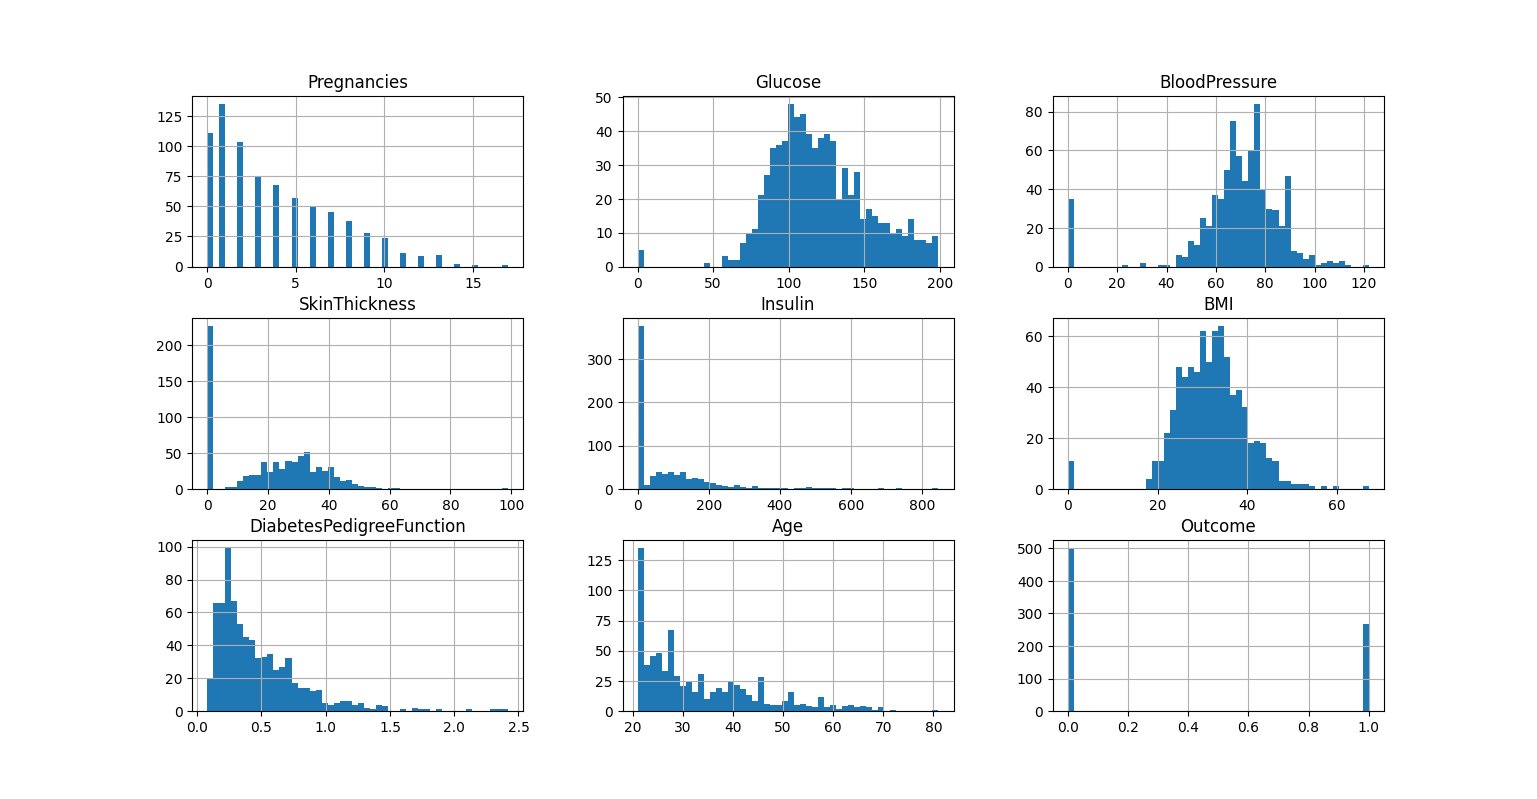 Pregnancies
125
100
75
50
25
0
0 5 10 15
Glucose
50
40
30
20
10
0
0 50 100 150 200
BloodPressure
80
60
40
20
0
0 20 40 60 80 100 120
SkinThickness
200
150
100
50
0
0 20 40 60 80 100
Insulin
300
200
100
0
0 200 400 600 800
BMI
60
40
20
0
0 20 40 60
DiabetesPedigreeFunction
100
80
60
40
20
0
0.0 0.5 1.0 1.5 2.0 2.5
Age
125
100
75
50
25
0
20 30 40 50 60 70 80
Outcome
500
400
300
200
100
0
0.0 0.2 0.4 0.6 0.8 1.0